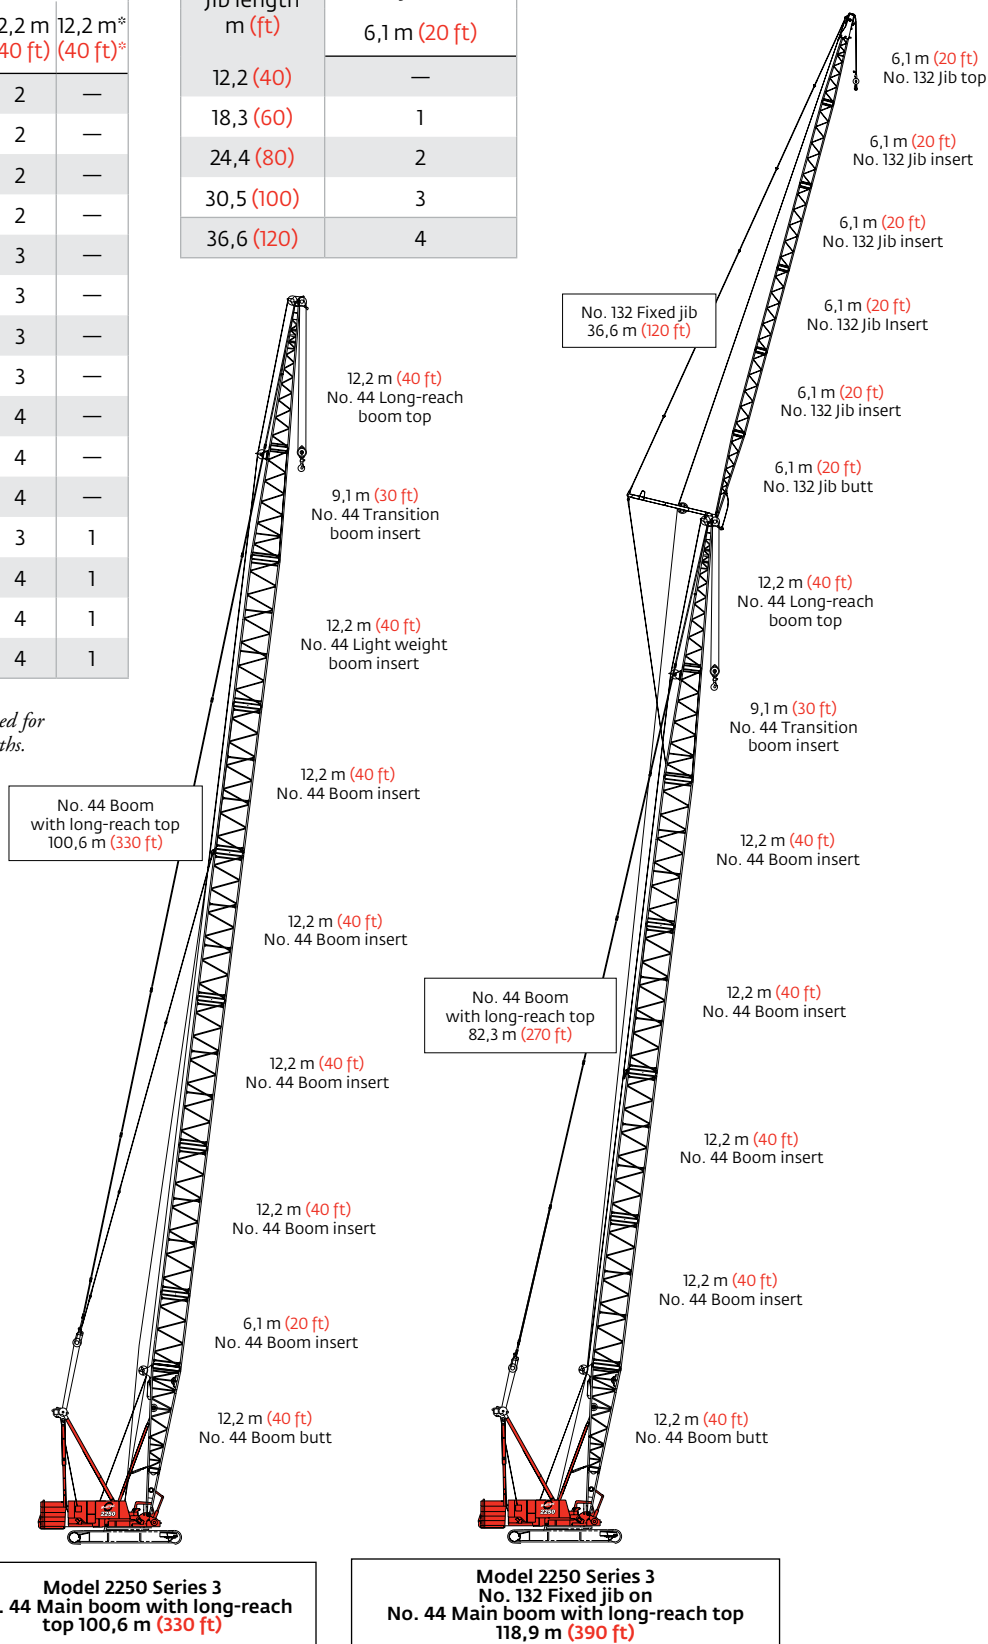 12,2 m*
(40 ft) (40 ft)*
2 —
2 —
2 —
2 —
3 —
3 —
3 —
3 —
4 —
4 —
4 —
3 1
4 1
4 1
4 1
Jib length
m (ft)
6,1 m (20 ft)
12,2 (40) —
18,3 (60) 1
24,4 (80) 2
30,5 (100) 3
36,6 (120) 4
No. 44 Boom
with long-reach top
100,6 m (330 ft)
12,2 m (40 ft)
No. 44 Long-reach
boom top
9,1 m (30 ft)
No. 44 Transition
boom insert
12,2 m (40 ft)
No. 44 Light weight
boom insert
12,2 m (40 ft)
No. 44 Boom insert
12,2 m (40 ft)
No. 44 Boom insert
12,2 m (40 ft)
No. 44 Boom insert
12,2 m (40 ft)
No. 44 Boom insert
6,1 m (20 ft)
No. 44 Boom insert
12,2 m (40 ft)
No. 44 Boom butt
2250
Model 2250 Series 3
44 Main boom with long-reach
top 100,6 m (330 ft)
6,1 m (20 ft)
No. 132 Jib top
6,1 m (20 ft)
No. 132 Jib insert
6,1 m (20 ft)
No. 132 Jib insert
6,1 m (20 ft)
No. 132 Jib Insert
6,1 m (20 ft)
No. 132 Jib insert
6,1 m (20 ft)
No. 132 Jib butt
No. 132 Fixed jib
36,6 m (120 ft)
12,2 m (40 ft)
No. 44 Long-reach
boom top
9,1 m (30 ft)
No. 44 Transition
boom insert
12,2 m (40 ft)
No. 44 Boom insert
12,2 m (40 ft)
No. 44 Boom insert
No. 44 Boom
with long-reach top
82,3 m (270 ft)
12,2 m (40 ft)
No. 44 Boom insert
12,2 m (40 ft)
No. 44 Boom insert
12,2 m (40 ft)
No. 44 Boom butt
2250
Model 2250 Series 3
No. 132 Fixed jib on
No. 44 Main boom with long-reach top
118,9 m (390 ft)